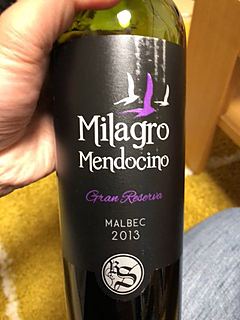 Milagro
Mendocino
Gran Reserva
MALBEC
2013